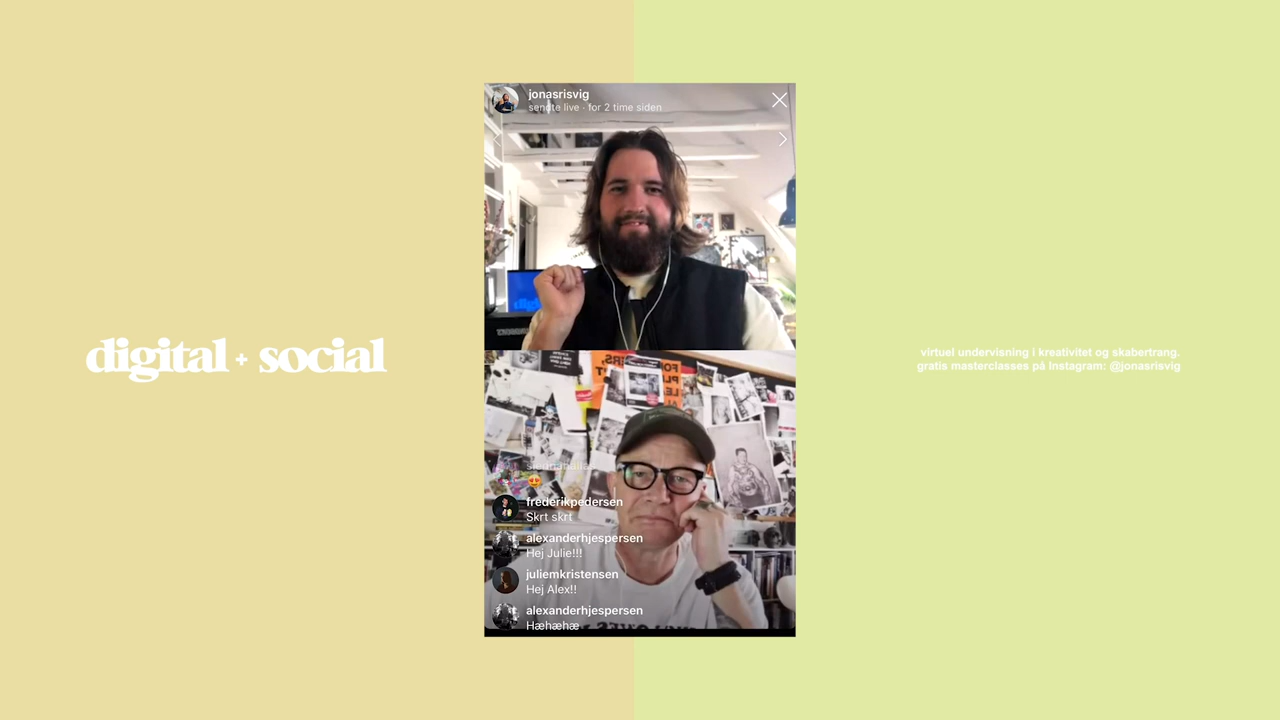 digital + social
jonasrisvig
sendte live · for 2 time siden
😍
frederikpedersen
Skrt skrt
alexanderhjespersen
Hej Julie!!!
juliemkristensen
Hej Alex!!
alexanderhjespersen
Hæhæhæ
virtuel undervisning i kreativitet og skabertrang.
gratis masterclasses på Instagram: @jonasrisvig